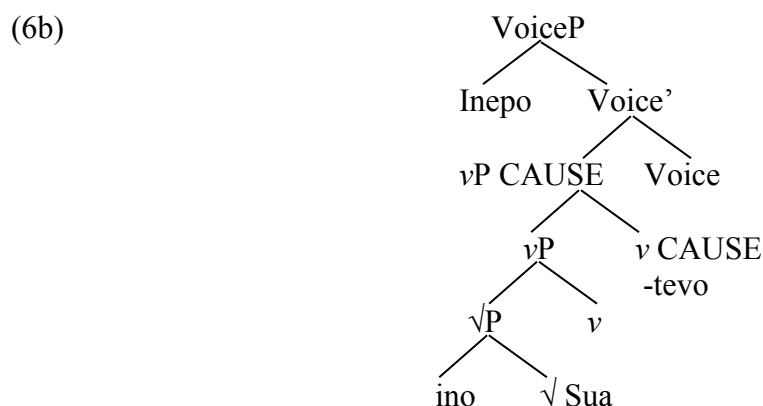 (6b) VoiceP
Inepo Voice’
vP CAUSE Voice
vP v CAUSE
-tevo
√P v
ino √ Sua